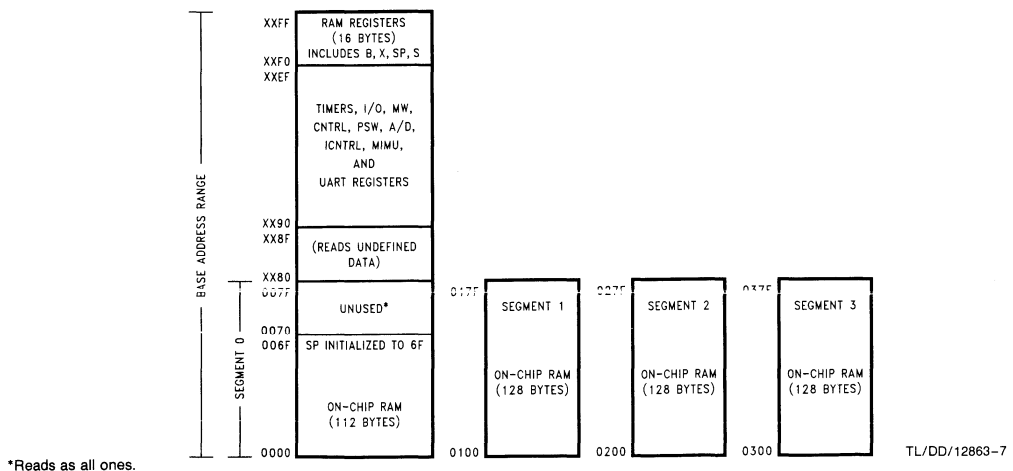 XXFF
RAM REGISTERS
(16 BYTES)
INCLUDES B, X, SP, S
XXF0
XXEF
TIMERS, I/O, MW,
CNTRL, PSW, A/D,
ICNTRL, MIMU,
AND
UART REGISTERS
BASE ADDRESS RANGE
XX90
XX8F
(READS UNDEFINED
DATA)
XX80
007F
UNUSED*
0070
006F
SP INITIALIZED TO 6F
SEGMENT 0
ON-CHIP RAM
(112 BYTES)
0000
017F
SEGMENT 1
ON-CHIP RAM
(128 BYTES)
0100
027F
SEGMENT 2
ON-CHIP RAM
(128 BYTES)
0200
037F
SEGMENT 3
ON-CHIP RAM
(128 BYTES)
0300
TL/DD/12863-7
*Reads as all ones.